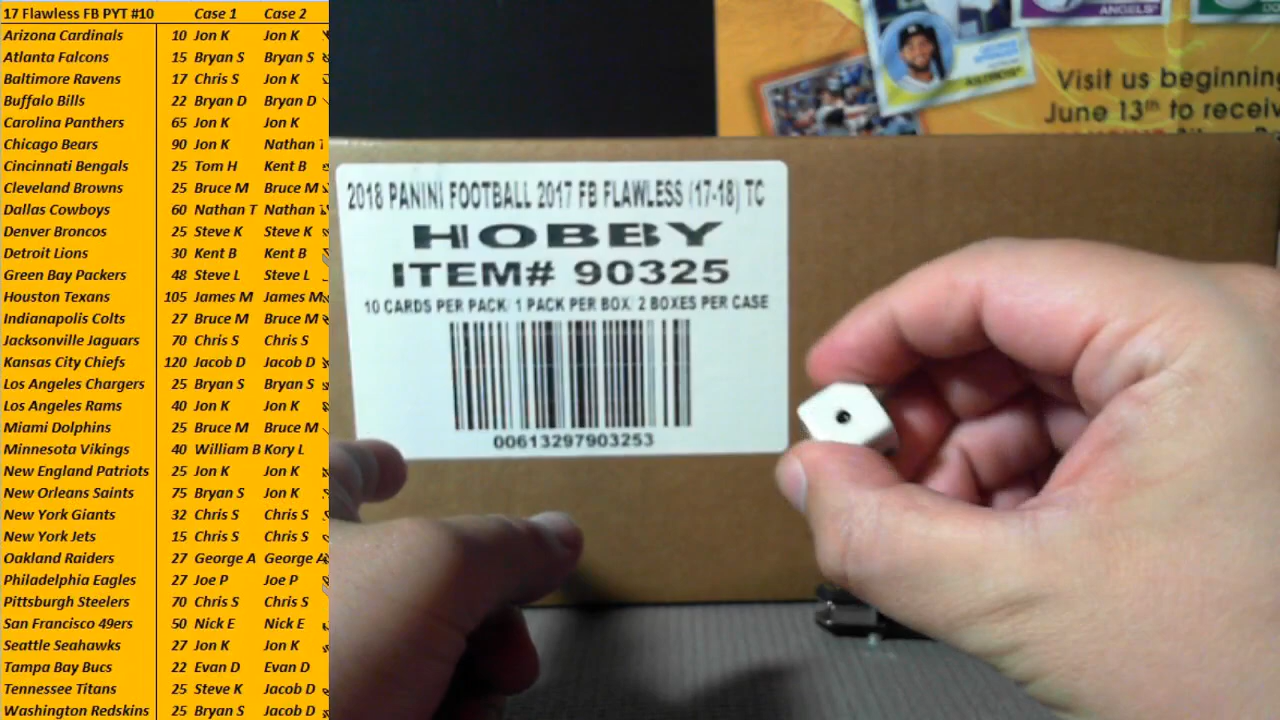 17 Flawless FB PYT #10 Case 1 Case 2
Arizona Cardinals 10 Jon K Jon K
Atlanta Falcons 15 Bryan S Bryan S
Baltimore Ravens 17 Chris S Jon K
Buffalo Bills 22 Bryan D Bryan D
Carolina Panthers 65 Jon K Jon K
Chicago Bears 90 Jon K Nathan T
Cincinnati Bengals 25 Tom H Kent B
Cleveland Browns 25 Bruce M Bruce M
Dallas Cowboys 60 Nathan T Nathan T
Denver Broncos 25 Steve K Steve K
Detroit Lions 30 Kent B Kent B
Green Bay Packers 48 Steve L Steve L
Houston Texans 105 James M James M
Indianapolis Colts 27 Bruce M Bruce M
Jacksonville Jaguars 70 Chris S Chris S
Kansas City Chiefs 120 Jacob D Jacob D
Los Angeles Chargers 25 Bryan S Bryan S
Los Angeles Rams 40 Jon K Jon K
Miami Dolphins 25 Bruce M Bruce M
Minnesota Vikings 40 William B Kory L
New England Patriots 25 Jon K Jon K
New Orleans Saints 75 Bryan S Jon K
New York Giants 32 Chris S Chris S
New York Jets 15 Chris S Chris S
Oakland Raiders 27 George A George A
Philadelphia Eagles 27 Joe P Joe P
Pittsburgh Steelers 70 Chris S Chris S
San Francisco 49ers 50 Nick E Nick E
Seattle Seahawks 27 Jon K Jon K
Tampa Bay Bucs 22 Evan D Evan D
Tennessee Titans 25 Steve K Jacob D
Washington Redskins 25 Bryan S Jacob D
2018 PANINI FOOTBALL 2017 FB FLAWLESS (17-18) TC
HOBBY
ITEM# 90325
10 CARDS PER PACK 1 PACK PER BOX 2 BOXES PER CASE
00613297903253
ANGELS
ASTROS
Visit us beginning
June 13th to receive